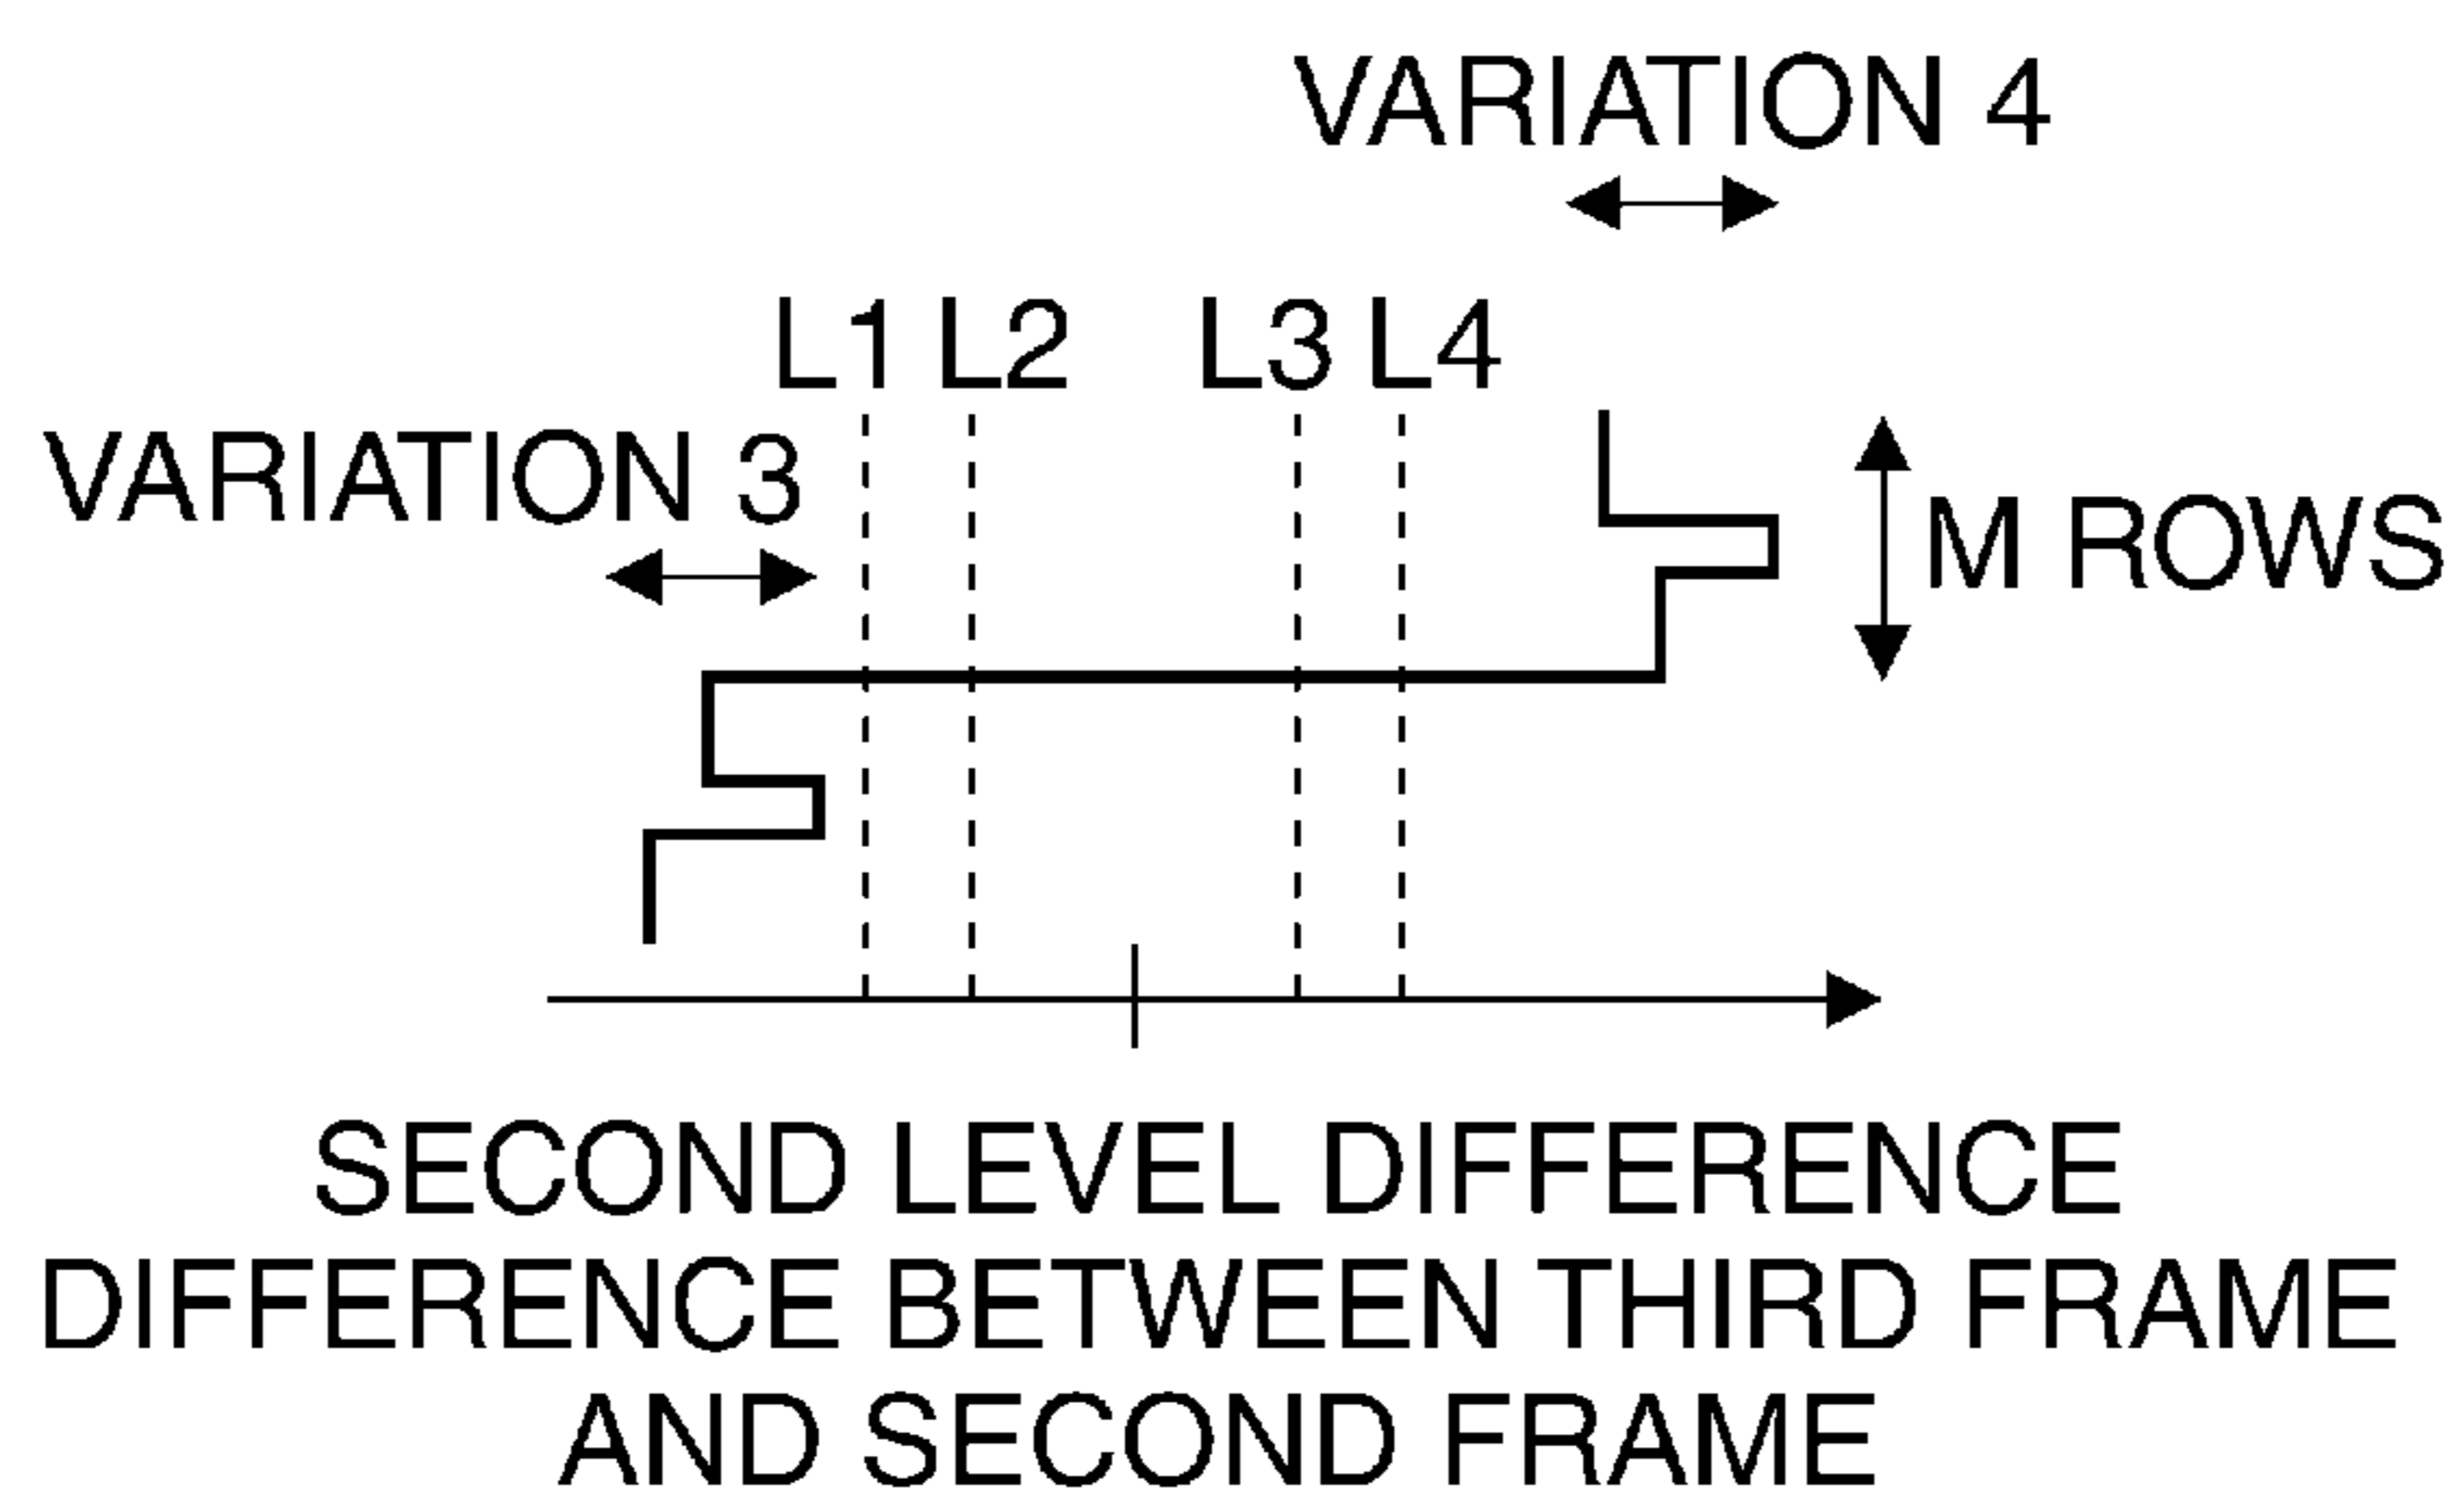 VARIATION 4
L1 L2 L3 L4
VARIATION 3
M ROWS
SECOND LEVEL DIFFERENCE
DIFFERENCE BETWEEN THIRD FRAME
AND SECOND FRAME